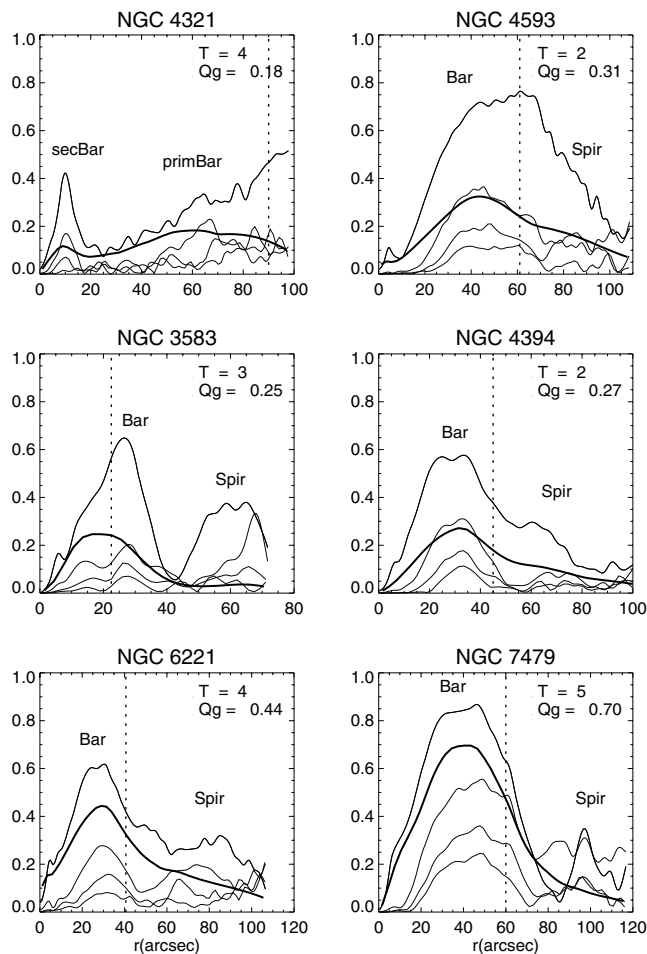 NGC 4321
T = 4
Qg = 0.18
secBar
primBar
1.0
0.8
0.6
0.4
0.2
0.0
0 20 40 60 80 100
NGC 4593
T = 2
Qg = 0.31
Bar
Spir
1.0
0.8
0.6
0.4
0.2
0.0
0 20 40 60 80 100
NGC 3583
T = 3
Qg = 0.25
Bar
Spir
1.0
0.8
0.6
0.4
0.2
0.0
0 20 40 60 80
NGC 4394
T = 2
Qg = 0.27
Bar
Spir
1.0
0.8
0.6
0.4
0.2
0.0
0 20 40 60 80 100
NGC 6221
T = 4
Qg = 0.44
Bar
Spir
1.0
0.8
0.6
0.4
0.2
0.0
0 20 40 60 80 100 120
r(arcsec)
NGC 7479
T = 5
Qg = 0.70
Bar
Spir
1.0
0.8
0.6
0.4
0.2
0.0
0 20 40 60 80 100 120
r(arcsec)